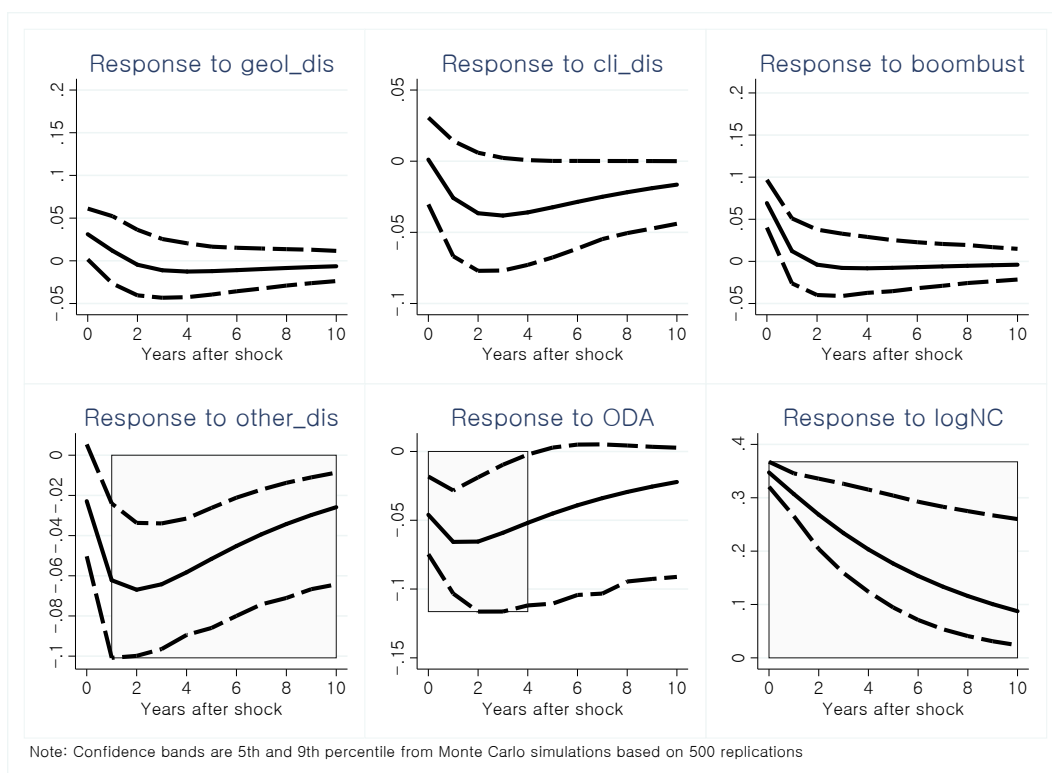 Response to geol_dis
.2
.15
.1
.05
0
-.05
0 2 4 6 8 10
Years after shock
Response to cli_dis
.05
0
-.05
-.1
0 2 4 6 8 10
Years after shock
Response to boombust
.2
.15
.1
.05
0
-.05
0 2 4 6 8 10
Years after shock
Response to other_dis
0
-.02
-.04
-.06
-.08
-.1
0 2 4 6 8 10
Years after shock
Response to ODA
0
-.05
-.1
-.15
0 2 4 6 8 10
Years after shock
Response to logNC
.4
.3
.2
.1
0
0 2 4 6 8 10
Years after shock
Note: Confidence bands are 5th and 9th percentile from Monte Carlo simulations based on 500 replications